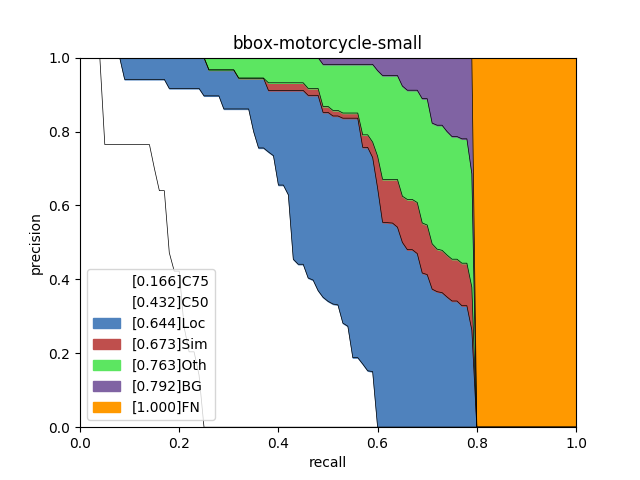 bbox-motorcycle-small
1.0
0.8
0.6
0.4
0.2
0.0
precision
[0.166]C75
[0.432]C50
[0.644]Loc
[0.673]Sim
[0.763]Oth
[0.792]BG
[1.000]FN
0.0 0.2 0.4 0.6 0.8 1.0
recall